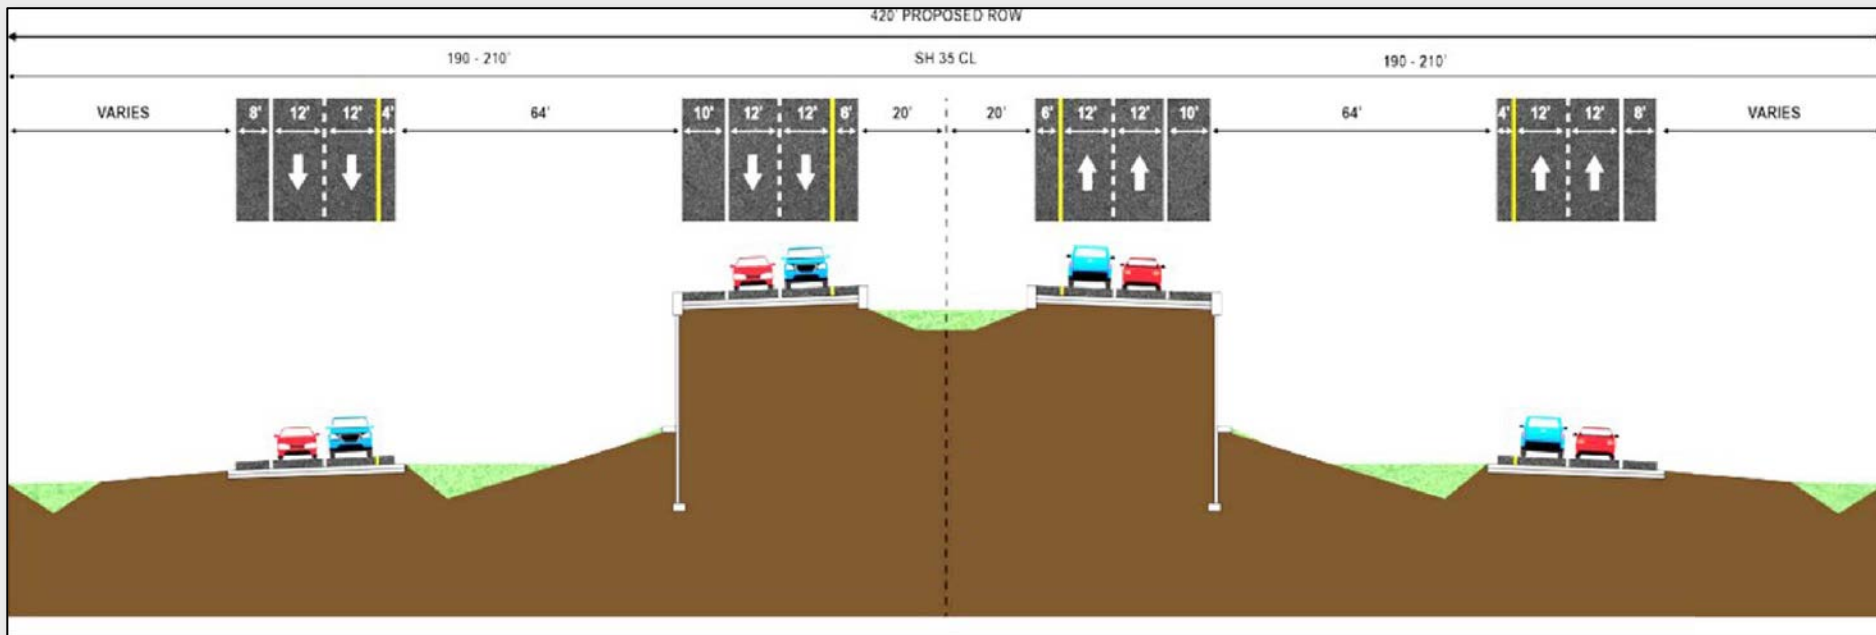 420' PROPOSED ROW
190 - 210' SH 35 CL 190 - 210'
VARIES 8' 12' 12' 4' 64' 10' 12' 12' 6' 20' 20' 6' 12' 12' 10' 64' 4' 12' 12' 8' VARIES